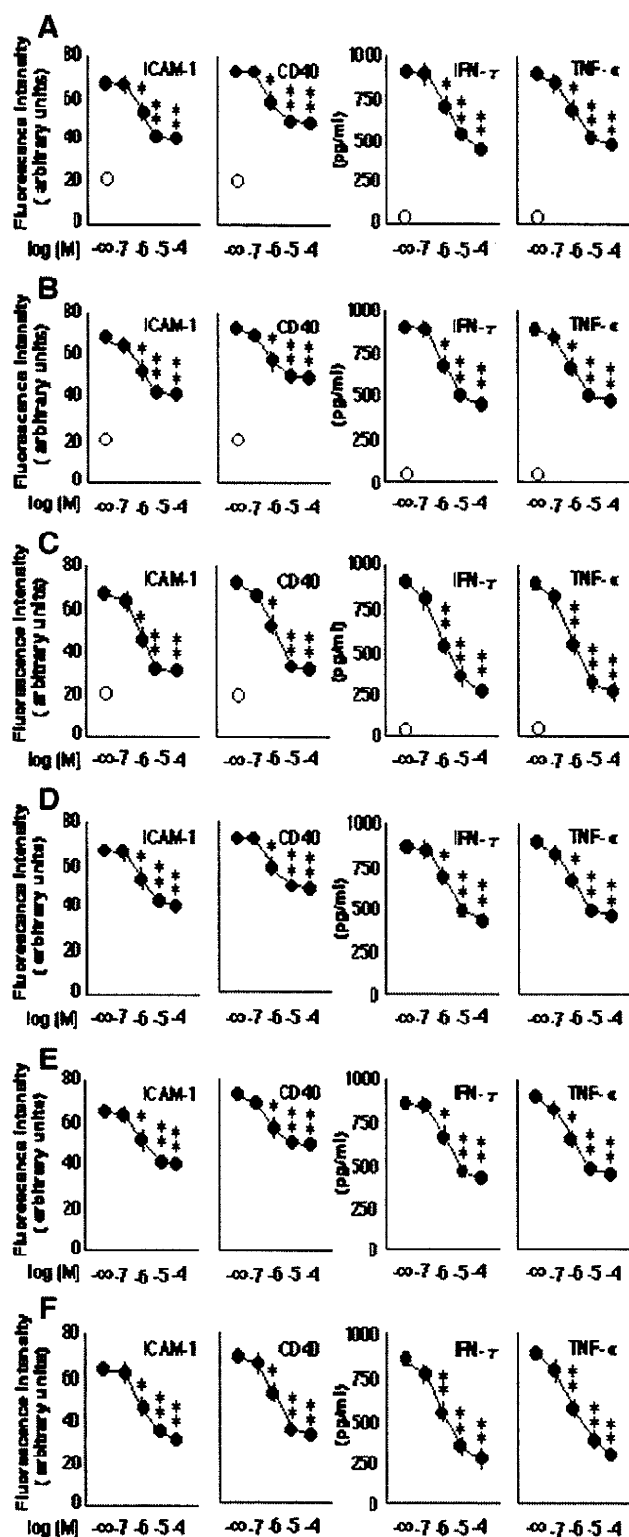 A
Fluorescence Intensity
( arbitrary units)
80
60
40
20
0
ICAM-1
CD40
(pg/ml)
1000
750
500
250
0
IFN-γ
TNF-α
log [M] -∞ -7 -6 -5 -4 -∞ -7 -6 -5 -4 -∞ -7 -6 -5 -4 -∞ -7 -6 -5 -4
B
Fluorescence Intensity
( arbitrary units)
80
60
40
20
0
ICAM-1
CD40
(pg/ml)
1000
750
500
250
0
IFN-γ
TNF-α
log [M] -∞ -7 -6 -5 -4 -∞ -7 -6 -5 -4 -∞ -7 -6 -5 -4 -∞ -7 -6 -5 -4
C
Fluorescence Intensity
( arbitrary units)
80
60
40
20
0
ICAM-1
CD40
(pg/ml)
1000
750
500
250
0
IFN-γ
TNF-α
log [M] -∞ -7 -6 -5 -4 -∞ -7 -6 -5 -4 -∞ -7 -6 -5 -4 -∞ -7 -6 -5 -4
D
Fluorescence Intensity
( arbitrary units)
80
60
40
20
0
ICAM-1
CD40
(pg/ml)
1000
750
500
250
0
IFN-γ
TNF-α
log [M] -∞ -7 -6 -5 -4 -∞ -7 -6 -5 -4 -∞ -7 -6 -5 -4 -∞ -7 -6 -5 -4
E
Fluorescence Intensity
( arbitrary units)
80
60
40
20
0
ICAM-1
CD40
(pg/ml)
1000
750
500
250
0
IFN-γ
TNF-α
log [M] -∞ -7 -6 -5 -4 -∞ -7 -6 -5 -4 -∞ -7 -6 -5 -4 -∞ -7 -6 -5 -4
F
Fluorescence Intensity
( arbitrary units)
80
60
40
20
0
ICAM-1
CD40
(pg/ml)
1000
750
500
250
0
IFN-γ
TNF-α
log [M] -∞ -7 -6 -5 -4 -∞ -7 -6 -5 -4 -∞ -7 -6 -5 -4 -∞ -7 -6 -5 -4